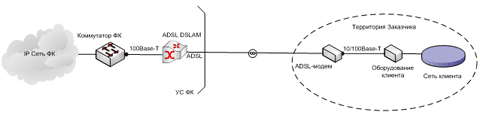 Коммутатор ФК
ADSL DSLAM
Территория Заказчика
IP Сеть ФК
100Base-T
ADSL
10/100Base-T
ADSL-модем
Оборудование
клиента
Сеть клиента
УС ФК